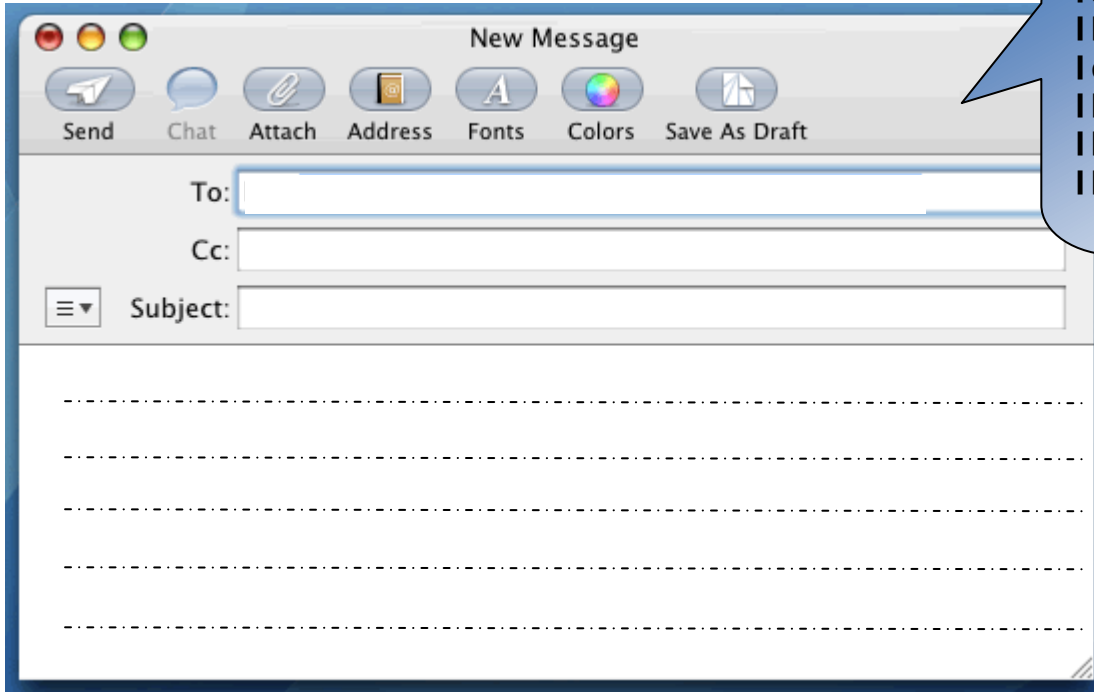 New Message
Send Chat Attach Address Fonts Colors Save As Draft
To:
Cc:
Subject: